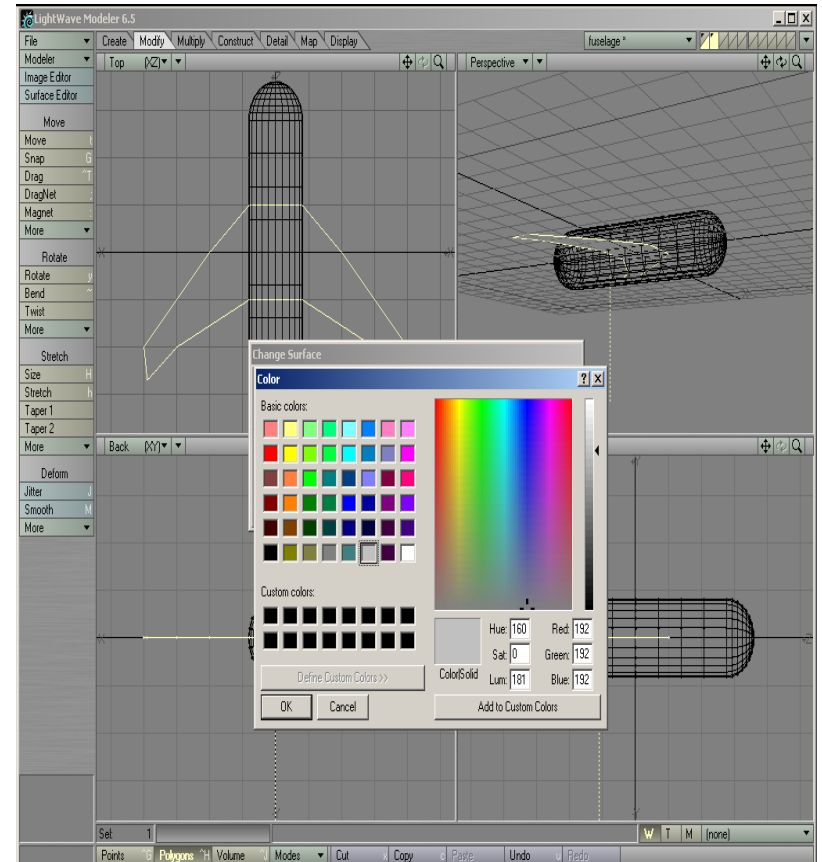 LightWave Modeler 6.5
File
Create Modify Multiply Construct Detail Map Display
fuselage *
Modeler
Top (XZ)
Perspective
Image Editor
Surface Editor
Move
Move t
Snap G
Drag ^T
DragNet ;
Magnet :
More
Rotate
Rotate y
Bend ~
Twist
More
Stretch
Size H
Stretch h
Taper 1
Taper 2
More
Back (XY)
Deform
Jitter J
Smooth M
More
Change Surface
Color
Basic colors:
Custom colors:
Define Custom Colors >>
OK Cancel
Color|Solid
Hue: 160 Red: 192
Sat: 0 Green: 192
Lum: 181 Blue: 192
Add to Custom Colors
Sel: 1
W T M (none)
Points ^G Polygons ^H Volume ^J Modes Cut x Copy c Paste Undo u Redo